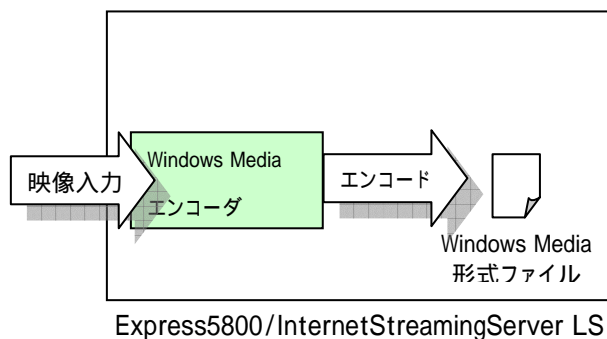 映像入力
Windows Media
エンコーダ
エンコード
Windows Media
形式ファイル
Express5800/InternetStreamingServer LS